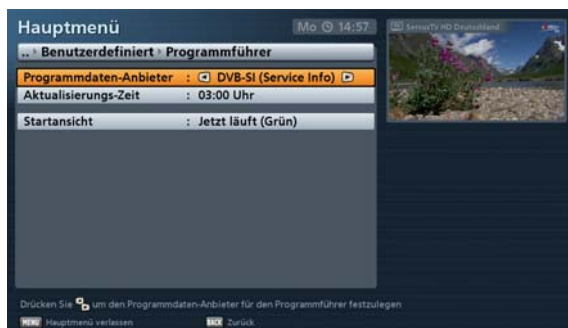 Hauptmenü
Mo 14:57
ServusTV HD Deutschland
.. Benutzerdefiniert Programmführer
Programmdaten-Anbieter : DVB-SI (Service Info)
Aktualisierungs-Zeit : 03:00 Uhr
Startansicht : Jetzt läuft (Grün)
Drücken Sie um den Programmdaten-Anbieter für den Programmführer festzulegen
MENU Hauptmenü verlassen
BACK Zurück